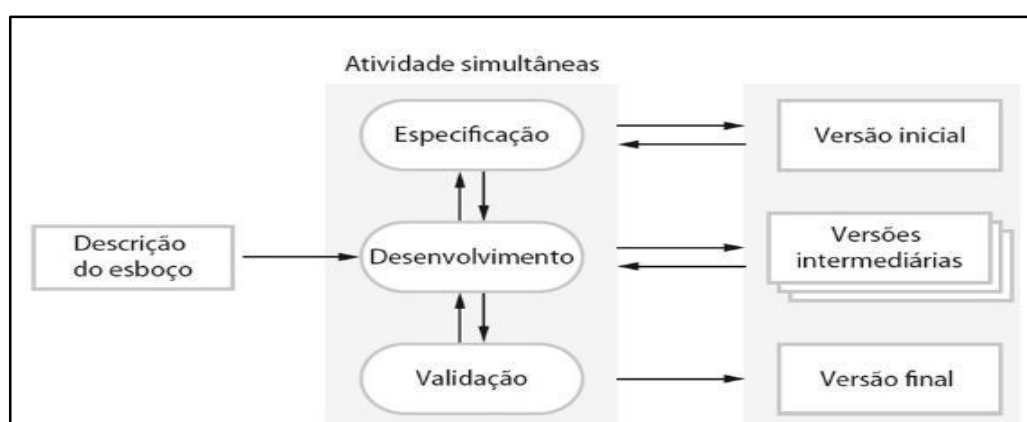 Atividade simultâneas
Especificação
Versão inicial
Descrição
do esboço
Desenvolvimento
Versões
intermediárias
Validação
Versão final